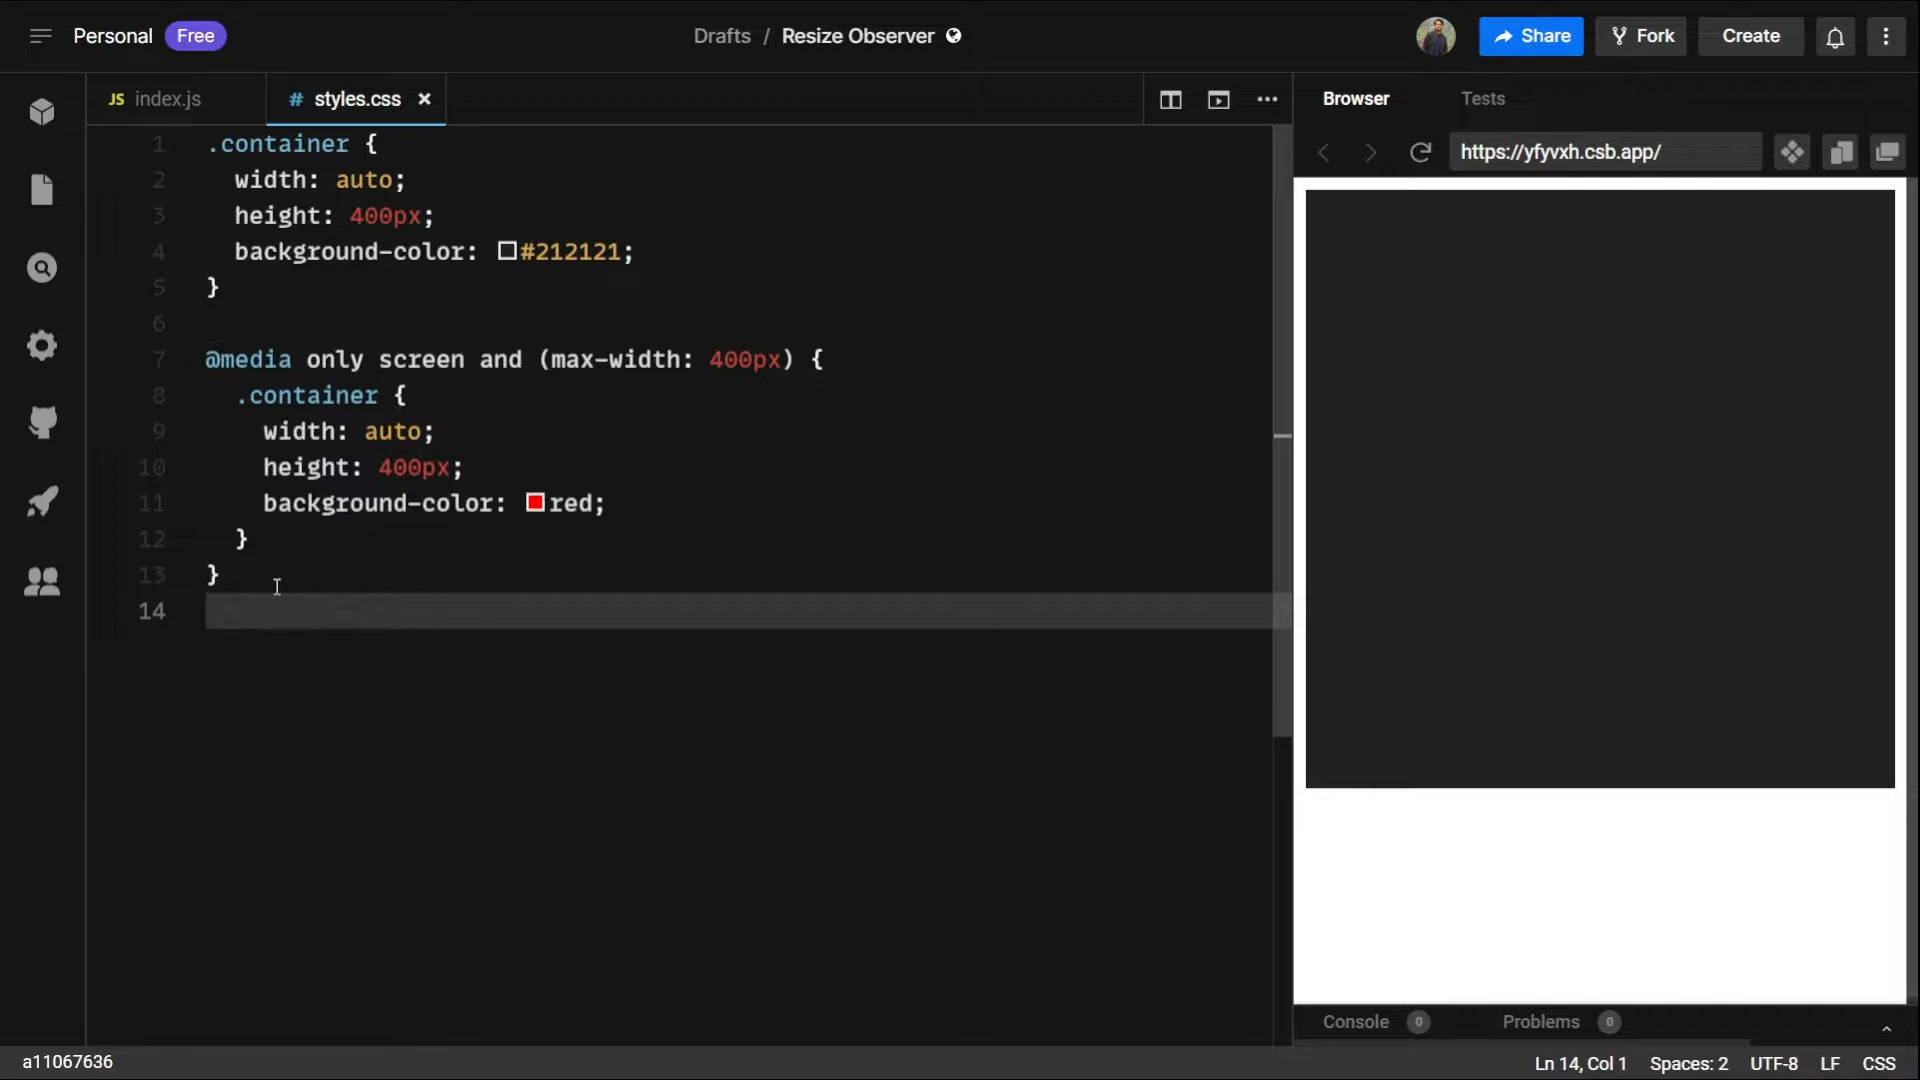 Personal Free Drafts / Resize Observer Share Fork Create
JS index.js # styles.css Browser Tests
https://yfyvxh.csb.app/
1 .container {
2 width: auto;
3 height: 400px;
4 background-color: #212121;
5 }
6
7 @media only screen and (max-width: 400px) {
8 .container {
9 width: auto;
10 height: 400px;
11 background-color: red;
12 }
13 }
14
Console 0 Problems 0
a11067636 Ln 14, Col 1 Spaces: 2 UTF-8 LF CSS